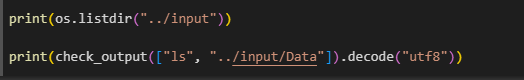 print(os.listdir("../input"))
print(check_output(["ls", "../input/Data"]).decode("utf8"))